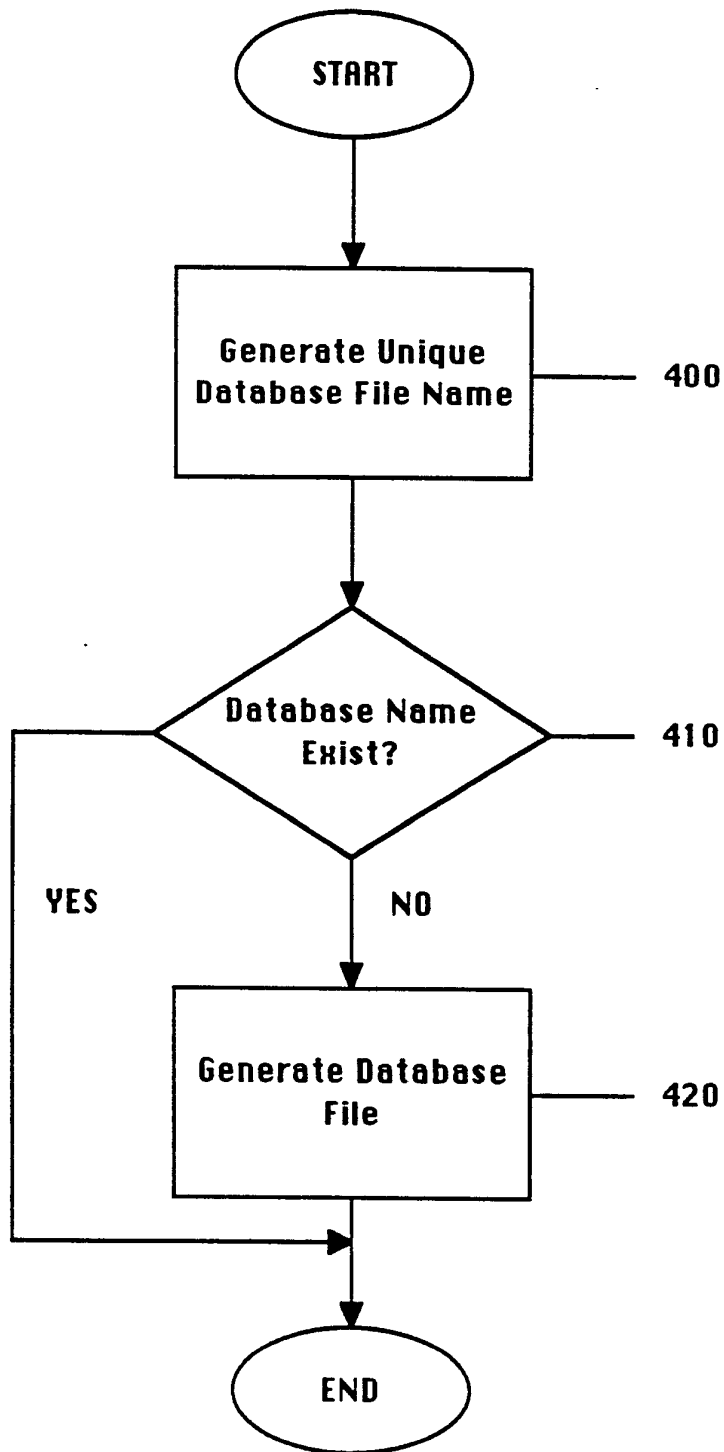 START
Generate Unique
Database File Name
400
Database Name
Exist?
410
YES
NO
Generate Database
File
420
END